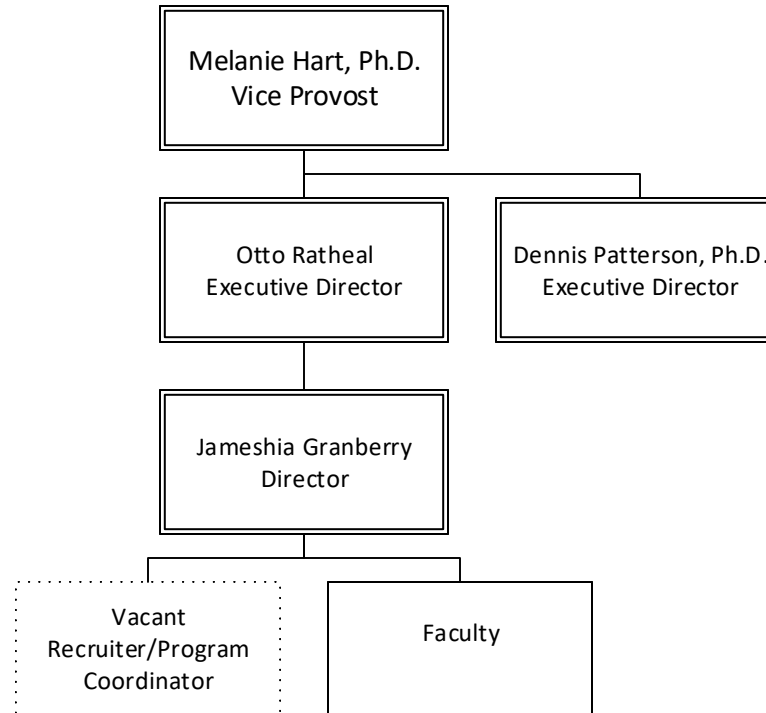 Melanie Hart, Ph.D.
Vice Provost
Otto Ratheal
Executive Director
Dennis Patterson, Ph.D.
Executive Director
Jameshia Granberry
Director
Vacant
Recruiter/Program
Coordinator
Faculty